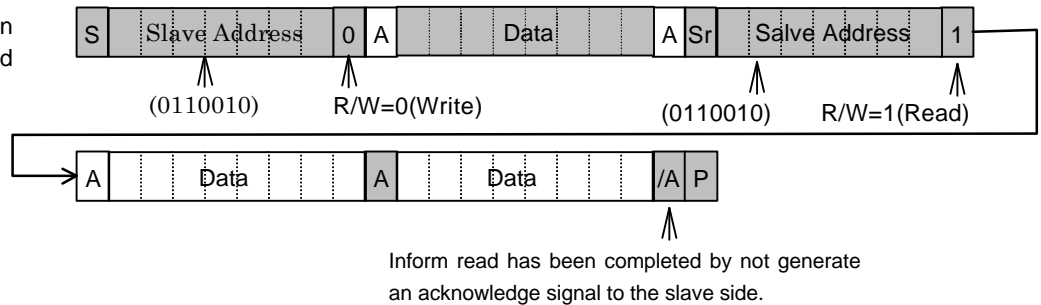 n
d
S Slave Address 0 A Data A Sr Salve Address 1
(0110010) R/W=0(Write) (0110010) R/W=1(Read)
A Data A Data /A P
Inform read has been completed by not generate
an acknowledge signal to the slave side.